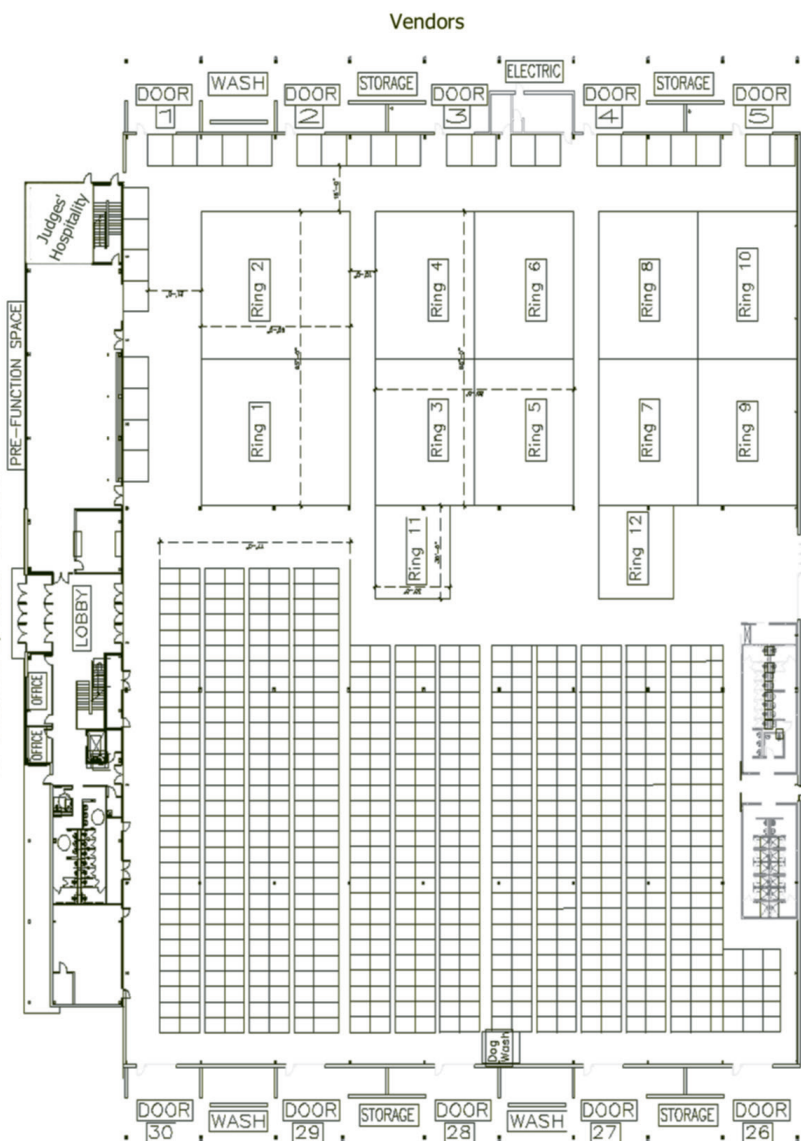 Vendors
ELECTRIC
WASH
STORAGE
STORAGE
DOOR
1
DOOR
2
DOOR
3
DOOR
4
DOOR
5
Judges'
Hospitality
PRE-FUNCTION SPACE
Ring 2
Ring 4
Ring 6
Ring 8
Ring 10
Ring 1
Ring 3
Ring 5
Ring 7
Ring 9
Ring 11
Ring 12
LOBBY
OFFICE
OFFICE
Dog
Wash
DOOR
30
WASH
DOOR
29
STORAGE
DOOR
28
WASH
DOOR
27
STORAGE
DOOR
26